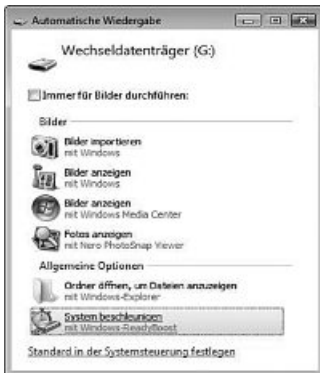 Automatische Wiedergabe
Wechseldatenträger (G:)
Immer für Bilder durchführen:
Bilder
Bilder importieren
mit Windows
Bilder anzeigen
mit Windows
Bilder anzeigen
mit Windows Media Center
Fotos anzeigen
mit Nero PhotoSnap Viewer
Allgemeine Optionen
Ordner öffnen, um Dateien anzuzeigen
mit Windows-Explorer
System beschleunigen
mit Windows-ReadyBoost
Standard in der Systemsteuerung festlegen